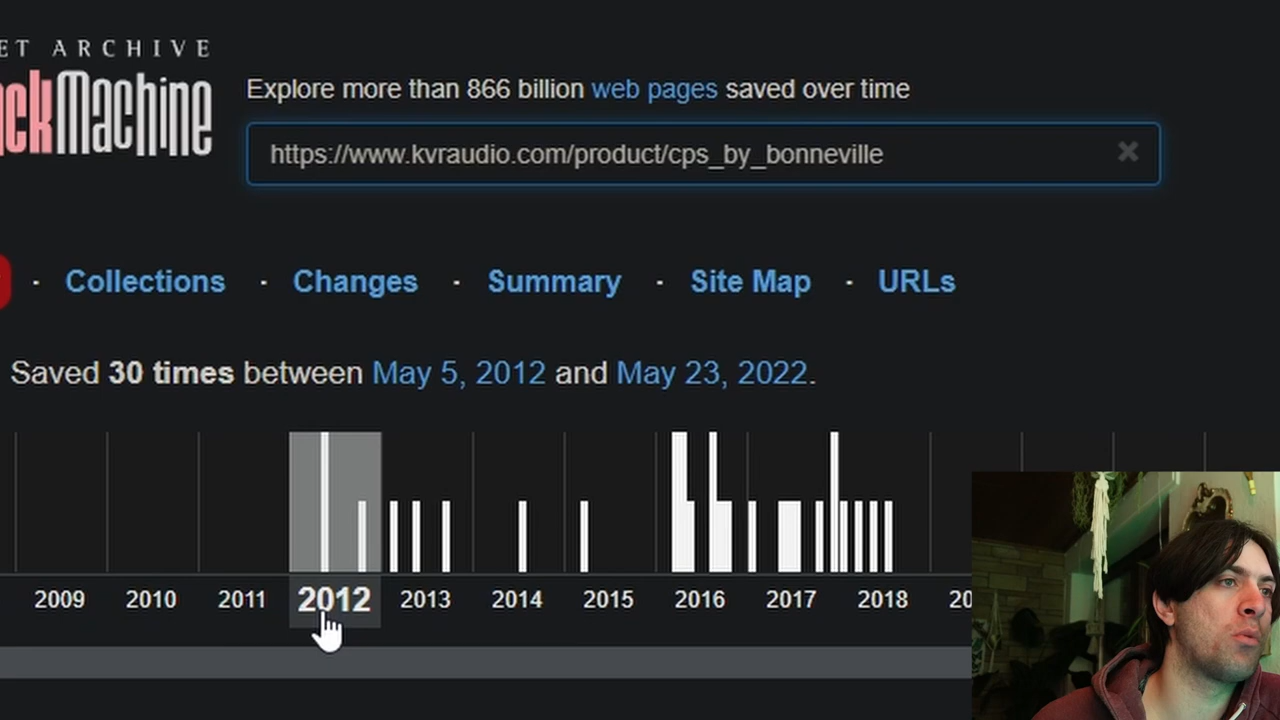 ET ARCHIVE
ckMachine
Explore more than 866 billion web pages saved over time
https://www.kvraudio.com/product/cps_by_bonneville
· Collections · Changes · Summary · Site Map · URLs
Saved 30 times between May 5, 2012 and May 23, 2022.
2009 2010 2011 2012 2013 2014 2015 2016 2017 2018 20